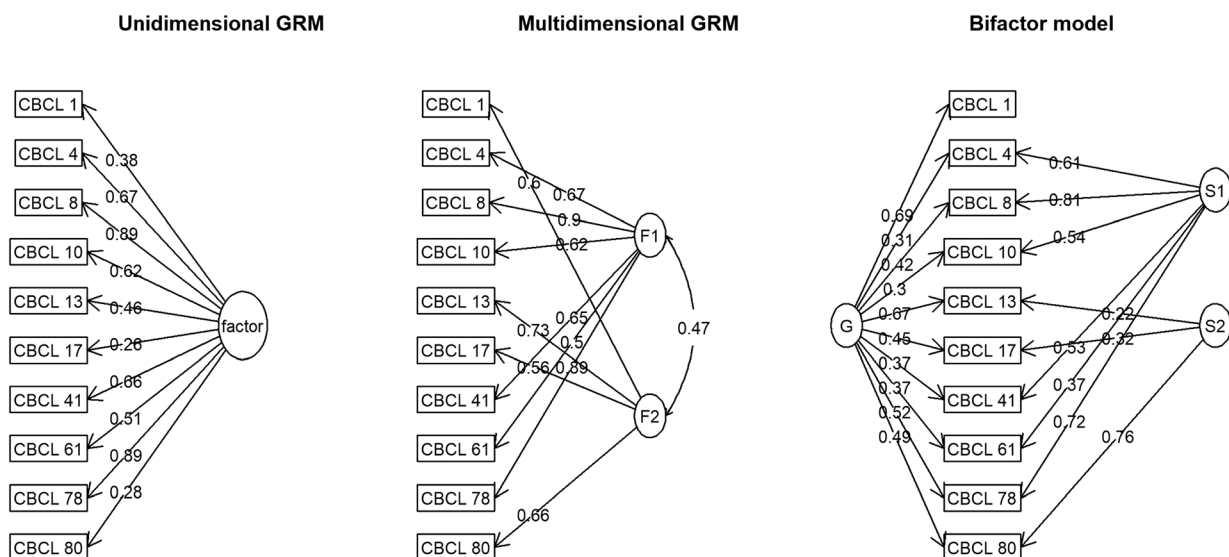 Unidimensional GRM
CBCL 1
CBCL 4
CBCL 8
CBCL 10
CBCL 13
CBCL 17
CBCL 41
CBCL 61
CBCL 78
CBCL 80
0.38
0.67
0.89
0.62
0.46
0.26
0.66
0.51
0.89
0.28
factor
Multidimensional GRM
CBCL 1
CBCL 4
CBCL 8
CBCL 10
CBCL 13
CBCL 17
CBCL 41
CBCL 61
CBCL 78
CBCL 80
0.6
0.67
0.9
0.62
0.65
0.73
0.5
0.56
0.89
0.66
F1
F2
0.47
Bifactor model
CBCL 1
CBCL 4
CBCL 8
CBCL 10
CBCL 13
CBCL 17
CBCL 41
CBCL 61
CBCL 78
CBCL 80
G
0.69
0.31
0.42
0.3
0.67
0.45
0.37
0.37
0.52
0.49
0.61
0.81
0.54
0.22
0.53
0.32
0.37
0.72
0.76
S1
S2